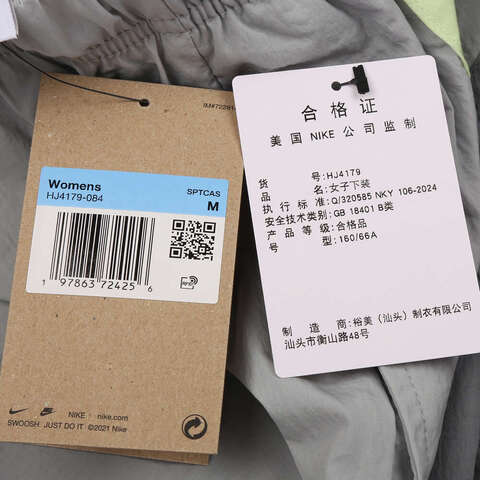 IM#722814
Womens
HJ4179-084
SPTCAS
M
1 97863 72425 6
RFID
NIKE
nike.com
SWOOSH. JUST DO IT. ©2021 Nike
合格证
美国 NIKE 公司监制
货号:HJ4179
品名:女子下装
执行标准:Q/320585 NKY 106-2024
安全技术类别:GB 18401 B类
产品等级:合格品
号型:160/66A
制造商:裕美(汕头)制衣有限公司
汕头市衡山路48号